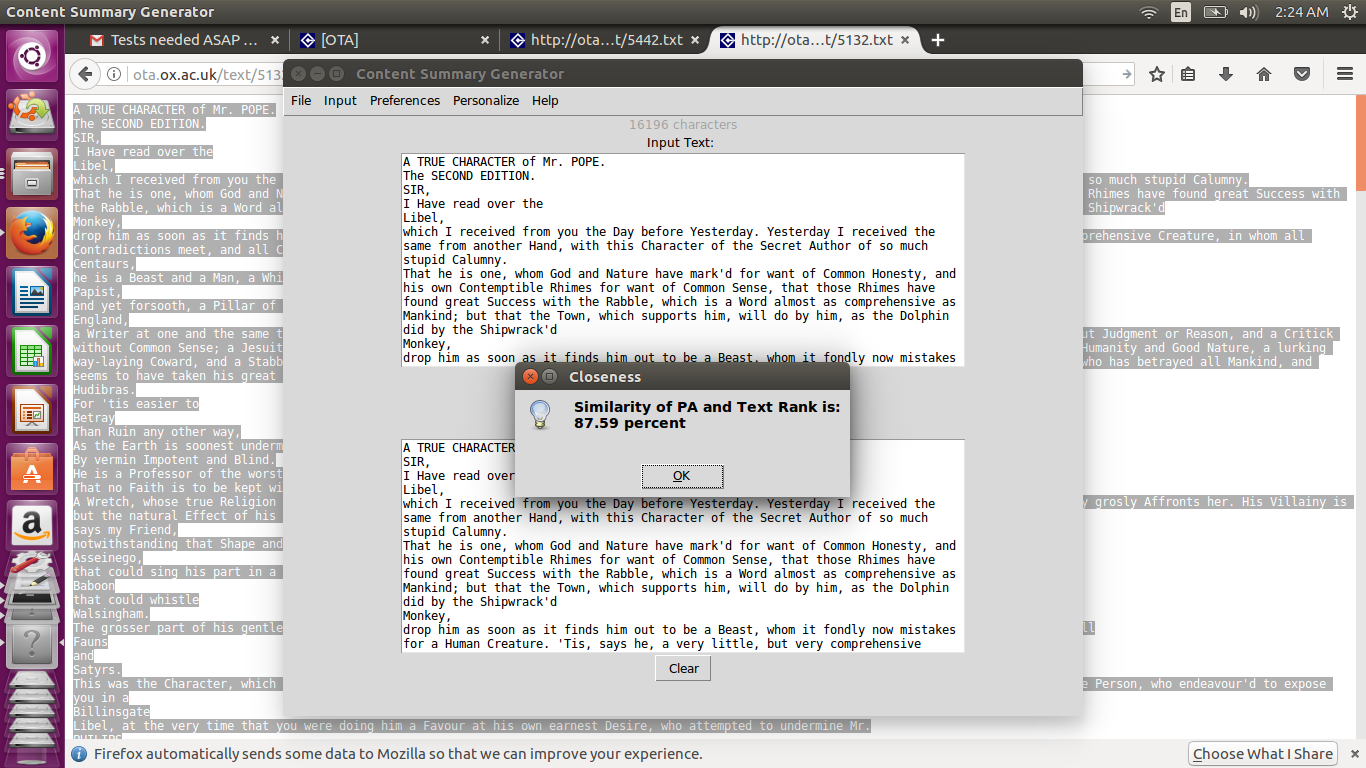 Content Summary Generator
En
2:24 AM
Tests needed ASAP ...
[OTA]
http://ota...t/5442.txt
http://ota...t/5132.txt
ota.ox.ac.uk/text/513
Content Summary Generator
File Input Preferences Personalize Help
16196 characters
Input Text:
A TRUE CHARACTER of Mr. POPE.
The SECOND EDITION.
SIR,
I Have read over the
Libel,
which I received from you the Day before Yesterday. Yesterday I received the
same from another Hand, with this Character of the Secret Author of so much
stupid Calumny.
That he is one, whom God and Nature have mark'd for want of Common Honesty, and
his own Contemptible Rhimes for want of Common Sense, that those Rhimes have
found great Success with the Rabble, which is a Word almost as comprehensive as
Mankind; but that the Town, which supports him, will do by him, as the Dolphin
did by the Shipwrack'd
Monkey,
drop him as soon as it finds him out to be a Beast, whom it fondly now mistakes
Closeness
Similarity of PA and Text Rank is:
87.59 percent
OK
A TRUE CHARACTER
SIR,
I Have read over
Libel,
which I received from you the Day before Yesterday. Yesterday I received the
same from another Hand, with this Character of the Secret Author of so much
stupid Calumny.
That he is one, whom God and Nature have mark'd for want of Common Honesty, and
his own Contemptible Rhimes for want of Common Sense, that those Rhimes have
found great Success with the Rabble, which is a Word almost as comprehensive as
Mankind; but that the Town, which supports him, will do by him, as the Dolphin
did by the Shipwrack'd
Monkey,
drop him as soon as it finds him out to be a Beast, whom it fondly now mistakes
for a Human Creature. 'Tis, says he, a very little, but very comprehensive
Clear
A TRUE CHARACTER of Mr. POPE.
The SECOND EDITION.
SIR,
I Have read over the
Libel,
which I received from you the so much stupid Calumny.
That he is one, whom God and N Rhimes have found great Success with
the Rabble, which is a Word al Shipwrack'd
Monkey,
drop him as soon as it finds h prehensive Creature, in whom all
Contradictions meet, and all C
Centaurs,
he is a Beast and a Man, a Whi
Papist,
and yet forsooth, a Pillar of
England,
a Writer at one and the same t ut Judgment or Reason, and a Critick
without Common Sense; a Jesuit Humanity and Good Nature, a lurking
way-laying Coward, and a Stabb who has betrayed all Mankind, and
seems to have taken his great
Hudibras.
For 'tis easier to
Betray
Than Ruin any other way,
As the Earth is soonest underm
By vermin Impotent and Blind.
He is a Professor of the worst
That no Faith is to be kept wi
A Wretch, whose true Religion y grosly Affronts her. His Villainy is
but the natural Effect of his
says my Friend,
notwithstanding that Shape and
Asseinego,
that could sing his part in a
Baboon
that could whistle
Walsingham.
The grosser part of his gentle ll
Fauns
and
Satyrs.
This was the Character, which e Person, who endeavour'd to expose
you in a
Billinsgate
Libel, at the very time that you were doing him a Favour at his own earnest Desire, who attempted to undermine Mr.
Firefox automatically sends some data to Mozilla so that we can improve your experience.
Choose What I Share